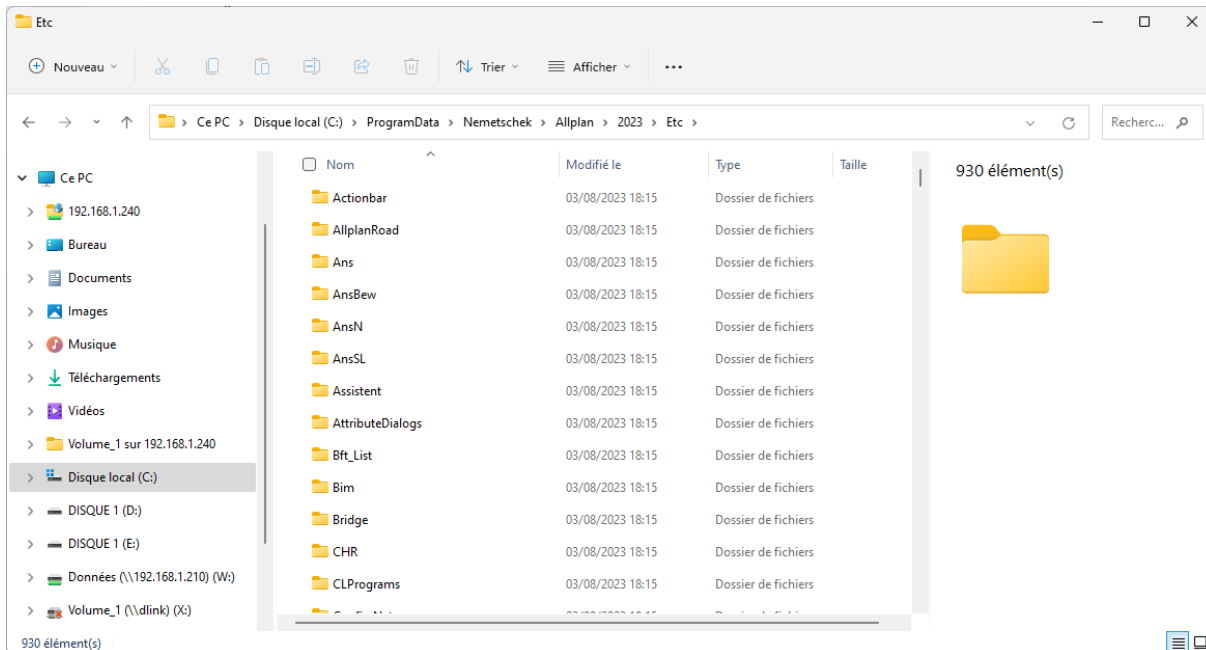 Etc
Nouveau
Trier
Afficher
Ce PC > Disque local (C:) > ProgramData > Nemetschek > Allplan > 2023 > Etc >
Recherc...
Ce PC
192.168.1.240
Bureau
Documents
Images
Musique
Téléchargements
Vidéos
Volume_1 sur 192.168.1.240
Disque local (C:)
DISQUE 1 (D:)
DISQUE 1 (E:)
Données (\\192.168.1.210) (W:)
Volume_1 (\\dlink) (X:)
Nom Modifié le Type Taille
Actionbar 03/08/2023 18:15 Dossier de fichiers
AllplanRoad 03/08/2023 18:15 Dossier de fichiers
Ans 03/08/2023 18:15 Dossier de fichiers
AnsBew 03/08/2023 18:15 Dossier de fichiers
AnsN 03/08/2023 18:15 Dossier de fichiers
AnsSL 03/08/2023 18:15 Dossier de fichiers
Assistent 03/08/2023 18:15 Dossier de fichiers
AttributeDialogs 03/08/2023 18:15 Dossier de fichiers
Bft_List 03/08/2023 18:15 Dossier de fichiers
Bim 03/08/2023 18:15 Dossier de fichiers
Bridge 03/08/2023 18:15 Dossier de fichiers
CHR 03/08/2023 18:15 Dossier de fichiers
CLPrograms 03/08/2023 18:15 Dossier de fichiers
930 élément(s)
930 élément(s)